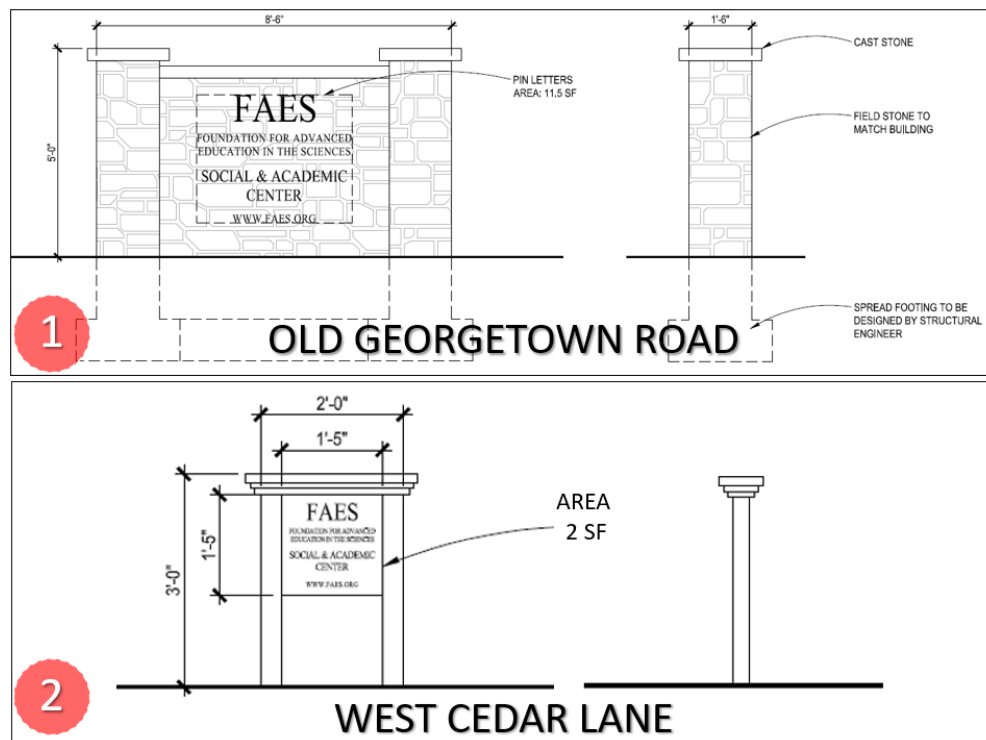 8'-6"
1'-6"
CAST STONE
PIN LETTERS
AREA: 11.5 SF
FIELD STONE TO
MATCH BUILDING
5'-0"
FAES
FOUNDATION FOR ADVANCED
EDUCATION IN THE SCIENCES
SOCIAL & ACADEMIC
CENTER
WWW.FAES.ORG
SPREAD FOOTING TO BE
DESIGNED BY STRUCTURAL
ENGINEER
1
OLD GEORGETOWN ROAD
2'-0"
1'-5"
AREA
2 SF
3'-0"
1'-5"
FAES
FOUNDATION FOR ADVANCED
EDUCATION IN THE SCIENCES
SOCIAL & ACADEMIC
CENTER
WWW.FAES.ORG
2
WEST CEDAR LANE